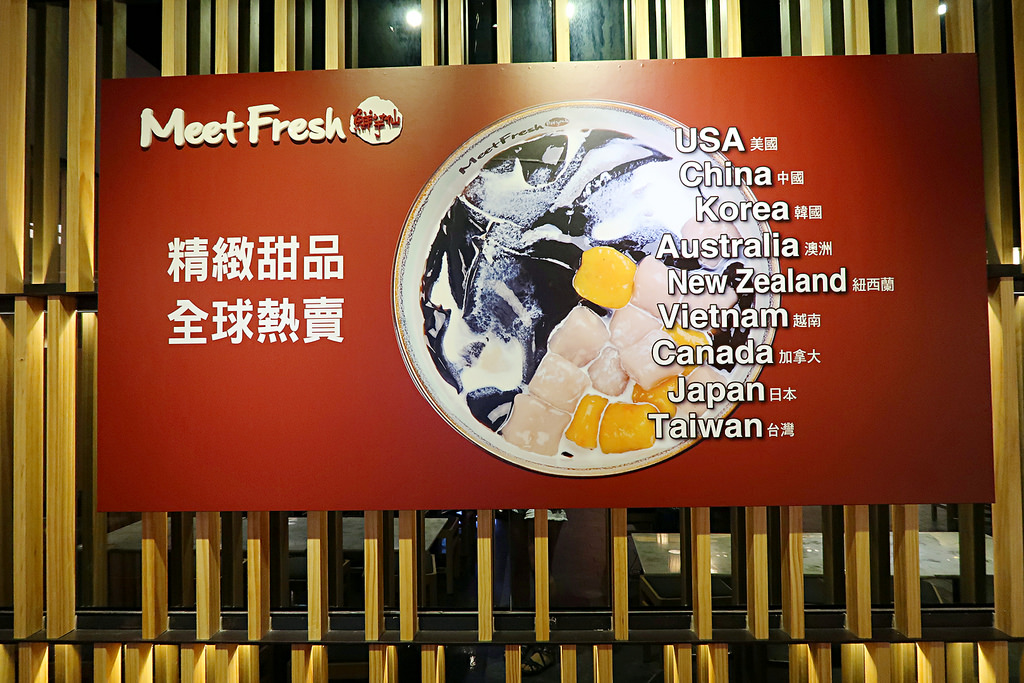 Meet Fresh 鮮芋仙
精緻甜品
全球熱賣
MeetFresh
USA 美國
China 中國
Korea 韓國
Australia 澳洲
New Zealand 紐西蘭
Vietnam 越南
Canada 加拿大
Japan 日本
Taiwan 台灣